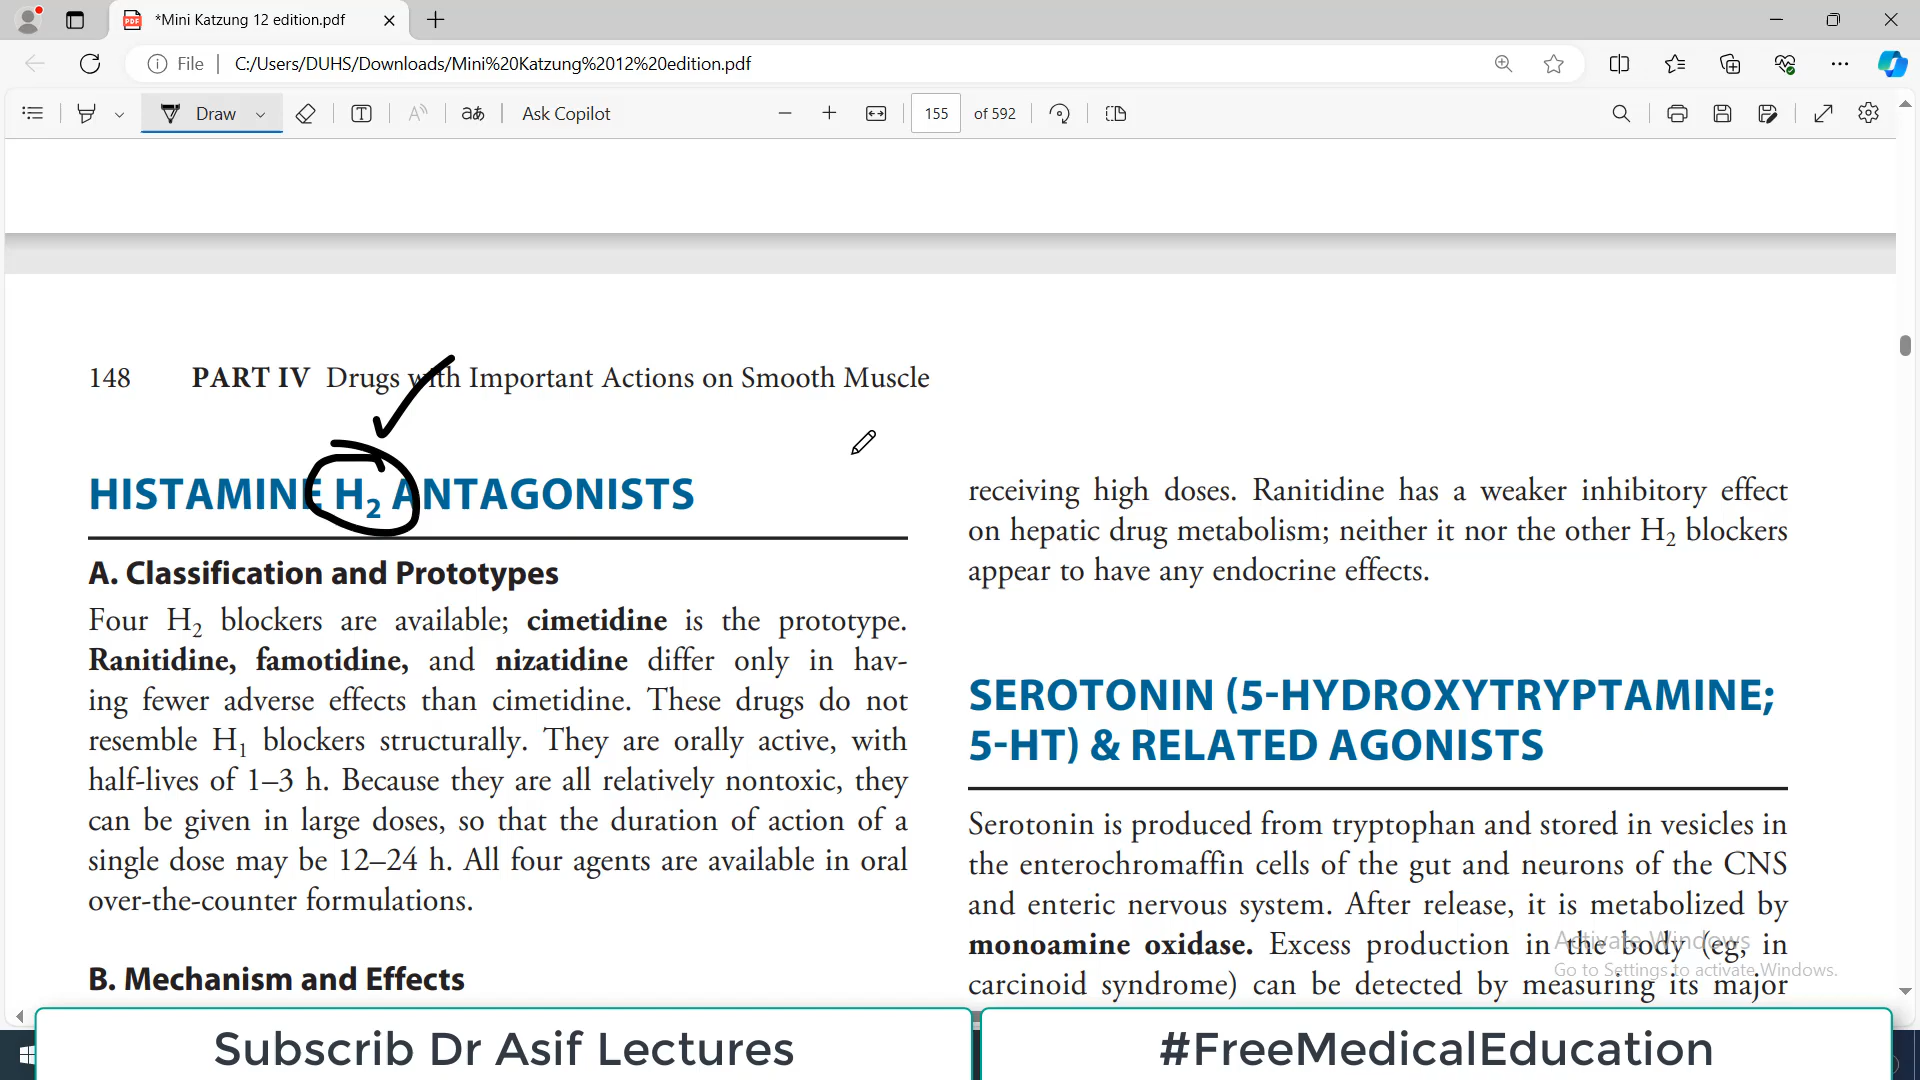 *Mini Katzung 12 edition.pdf
File
C:/Users/DUHS/Downloads/Mini%20Katzung%2012%20edition.pdf
Draw
Ask Copilot
155 of 592
148 PART IV Drugs with Important Actions on Smooth Muscle
HISTAMINE H2 ANTAGONISTS
A. Classification and Prototypes
Four H2 blockers are available; cimetidine is the prototype.
Ranitidine, famotidine, and nizatidine differ only in hav-
ing fewer adverse effects than cimetidine. These drugs do not
resemble H1 blockers structurally. They are orally active, with
half-lives of 1–3 h. Because they are all relatively nontoxic, they
can be given in large doses, so that the duration of action of a
single dose may be 12–24 h. All four agents are available in oral
over-the-counter formulations.
B. Mechanism and Effects
receiving high doses. Ranitidine has a weaker inhibitory effect
on hepatic drug metabolism; neither it nor the other H2 blockers
appear to have any endocrine effects.
SEROTONIN (5-HYDROXYTRYPTAMINE;
5-HT) & RELATED AGONISTS
Serotonin is produced from tryptophan and stored in vesicles in
the enterochromaffin cells of the gut and neurons of the CNS
and enteric nervous system. After release, it is metabolized by
monoamine oxidase. Excess production in the body (eg, in
carcinoid syndrome) can be detected by measuring its major
Activate Windows
Go to Settings to activate Windows.
Subscrib Dr Asif Lectures
#FreeMedicalEducation